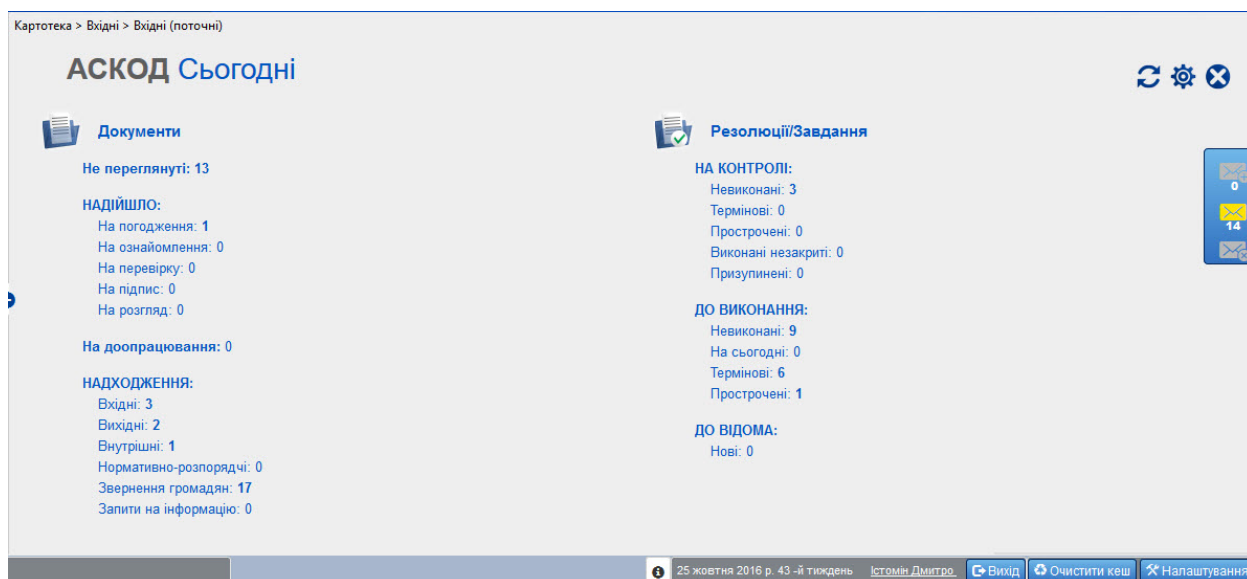 Картотека > Вхідні > Вхідні (поточні)
АСКОД Сьогодні
Документи
Не переглянуті: 13
НАДІЙШЛО:
На погодження: 1
На ознайомлення: 0
На перевірку: 0
На підпис: 0
На розгляд: 0
На доопрацювання: 0
НАДХОДЖЕННЯ:
Вхідні: 3
Вихідні: 2
Внутрішні: 1
Нормативно-розпорядчі: 0
Звернення громадян: 17
Запити на інформацію: 0
Резолюції/Завдання
НА КОНТРОЛІ:
Невиконані: 3
Термінові: 0
Прострочені: 0
Виконані незакриті: 0
Призупинені: 0
ДО ВИКОНАННЯ:
Невиконані: 9
На сьогодні: 0
Термінові: 6
Прострочені: 1
ДО ВІДОМА:
Нові: 0
0
14
25 жовтня 2016 р. 43 -й тиждень Істомін Дмитро Вихід Очистити кеш Налаштування